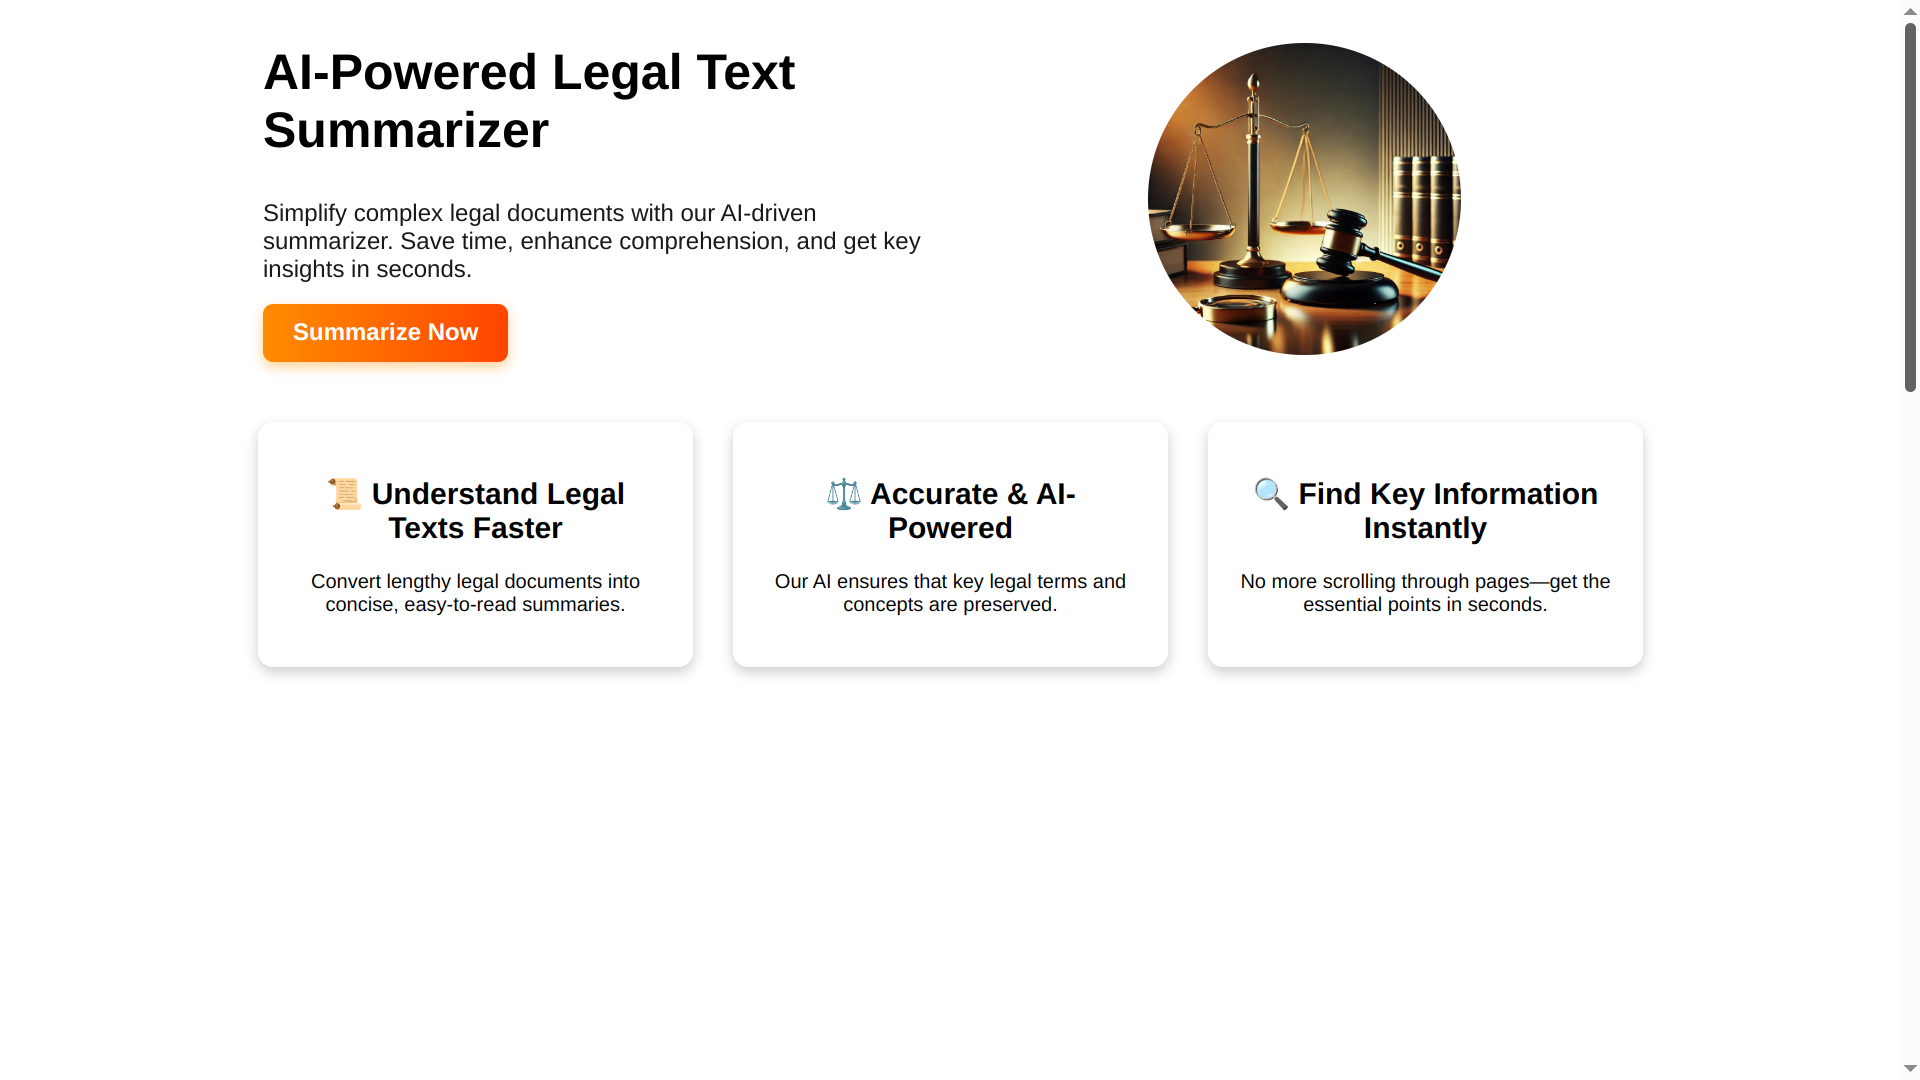 AI-Powered Legal Text
Summarizer
Simplify complex legal documents with our AI-driven
summarizer. Save time, enhance comprehension, and get key
insights in seconds.
Summarize Now
📜 Understand Legal
Texts Faster
Convert lengthy legal documents into
concise, easy-to-read summaries.
⚖️ Accurate & AI-
Powered
Our AI ensures that key legal terms and
concepts are preserved.
🔍 Find Key Information
Instantly
No more scrolling through pages—get the
essential points in seconds.